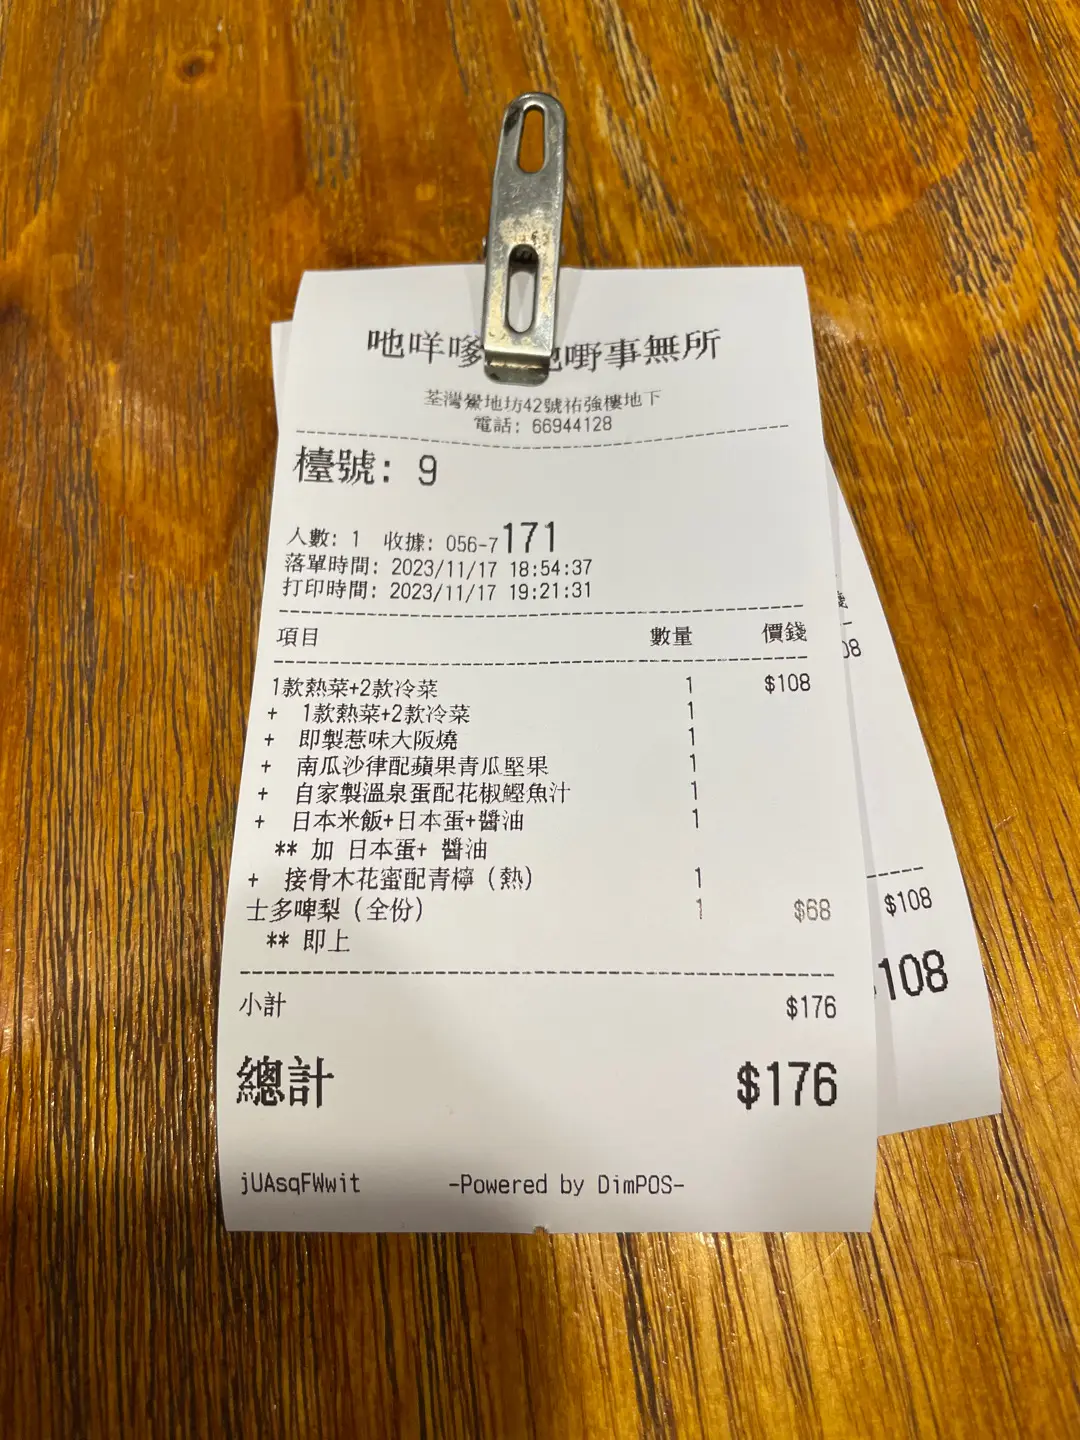 吔咩嗲 嘢事無所
荃灣鱟地坊42號祐強樓地下
電話: 66944128
檯號: 9
人數: 1 收據: 056-7171
落單時間: 2023/11/17 18:54:37
打印時間: 2023/11/17 19:21:31
項目 數量 價錢
1款熱菜+2款冷菜 1 $108
+ 1款熱菜+2款冷菜 1
+ 即製惹味大阪燒 1
+ 南瓜沙律配蘋果青瓜堅果 1
+ 自家製溫泉蛋配花椒鰹魚汁 1
+ 日本米飯+日本蛋+醬油 1
** 加 日本蛋+ 醬油
+ 接骨木花蜜配青檸 (熱) 1
士多啤梨 (全份) 1 $68
** 即上
小計 $176
總計 $176
jUAsqFWwit -Powered by DimPOS-
08
$108
108